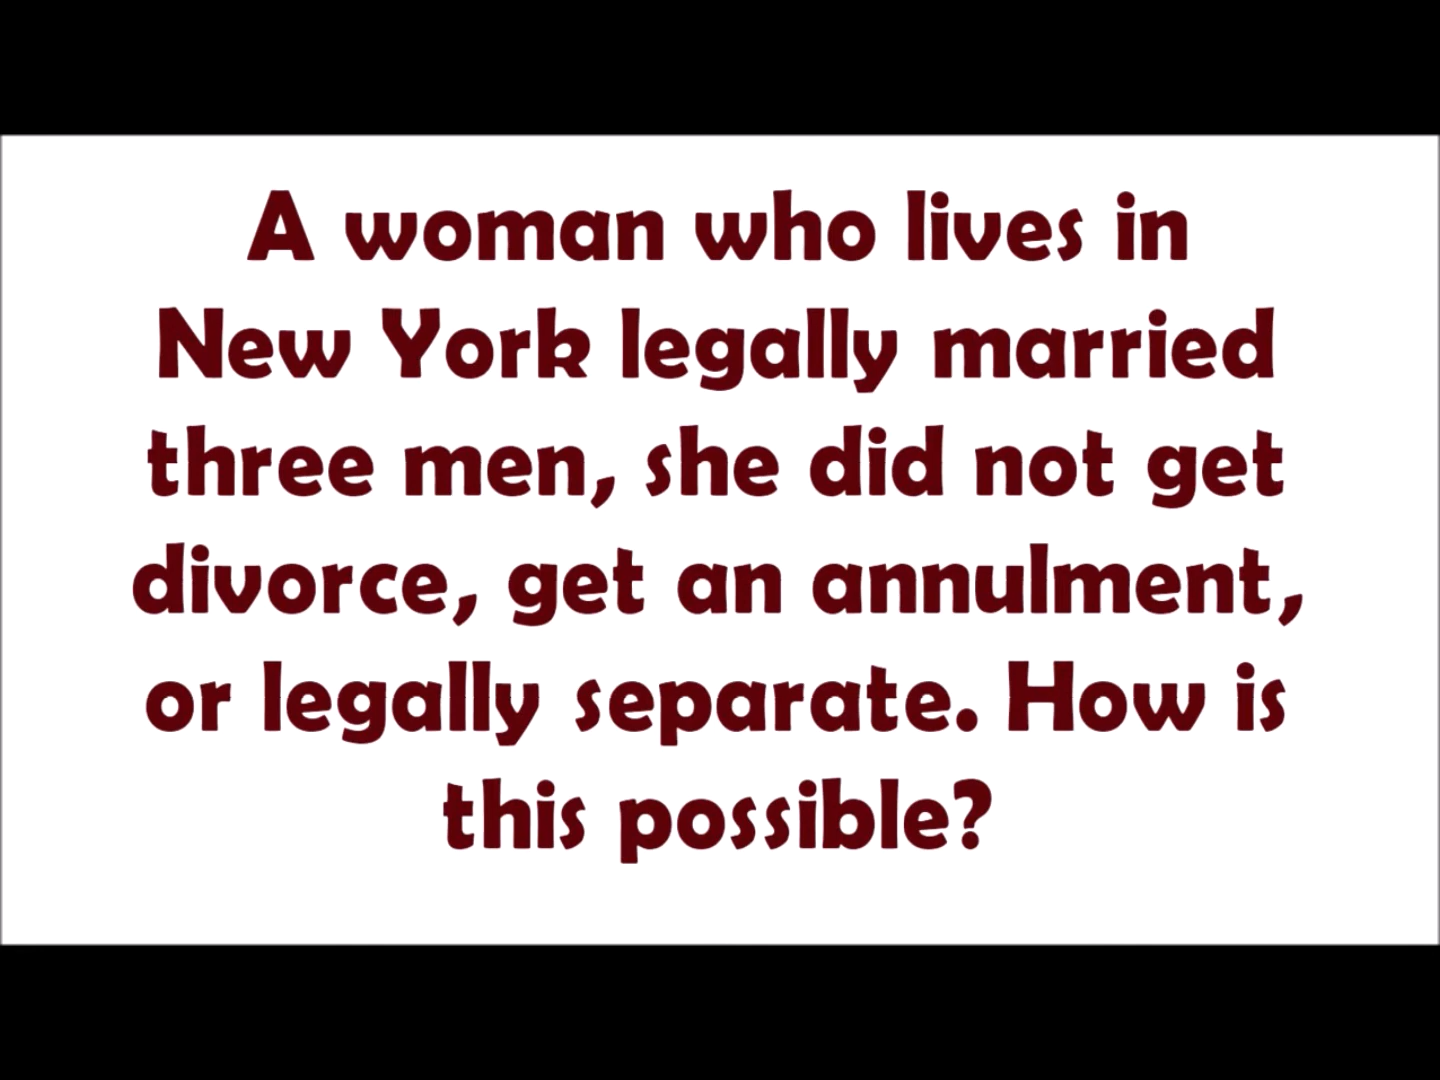 A woman who lives in
New York legally married
three men, she did not get
divorce, get an annulment,
or legally separate. How is
this possible?